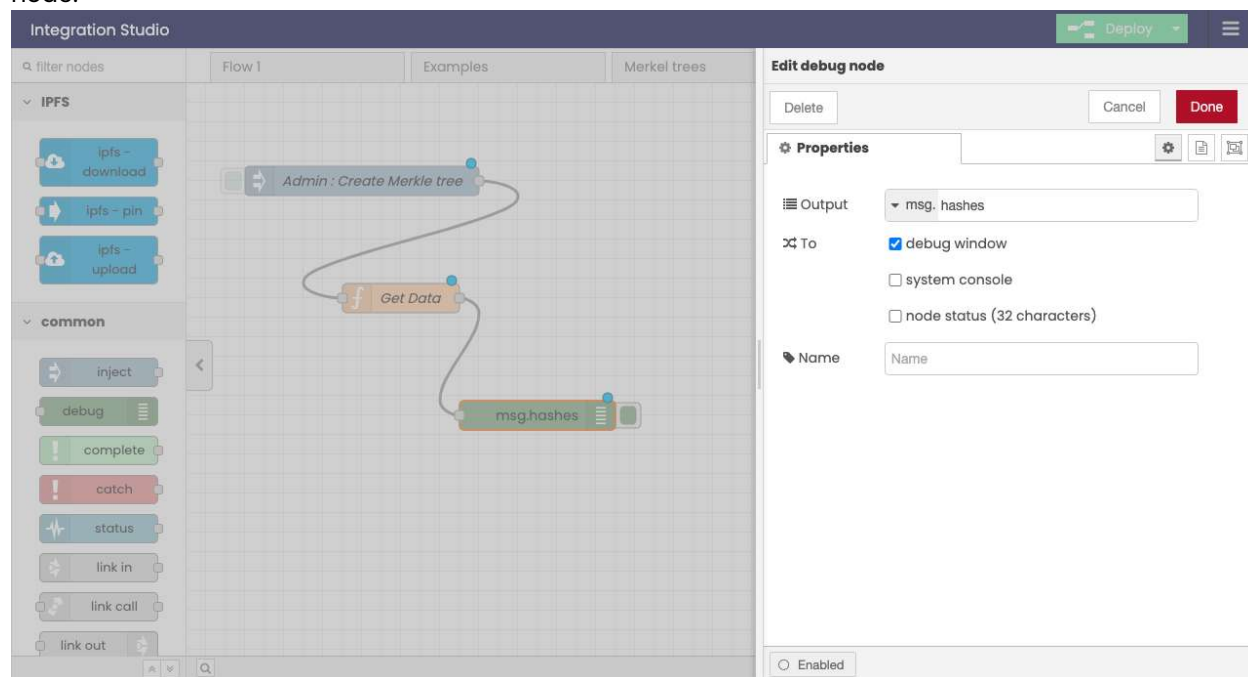 node.
Integration Studio
Deploy
filter nodes
Flow 1
Examples
Merkel trees
IPFS
ipfs -
download
ipfs - pin
ipfs -
upload
common
inject
debug
complete
catch
status
link in
link call
link out
Admin : Create Merkle tree
Get Data
msg.hashes
Edit debug node
Delete
Cancel
Done
Properties
Output
msg. hashes
To
debug window
system console
node status (32 characters)
Name
Name
Enabled